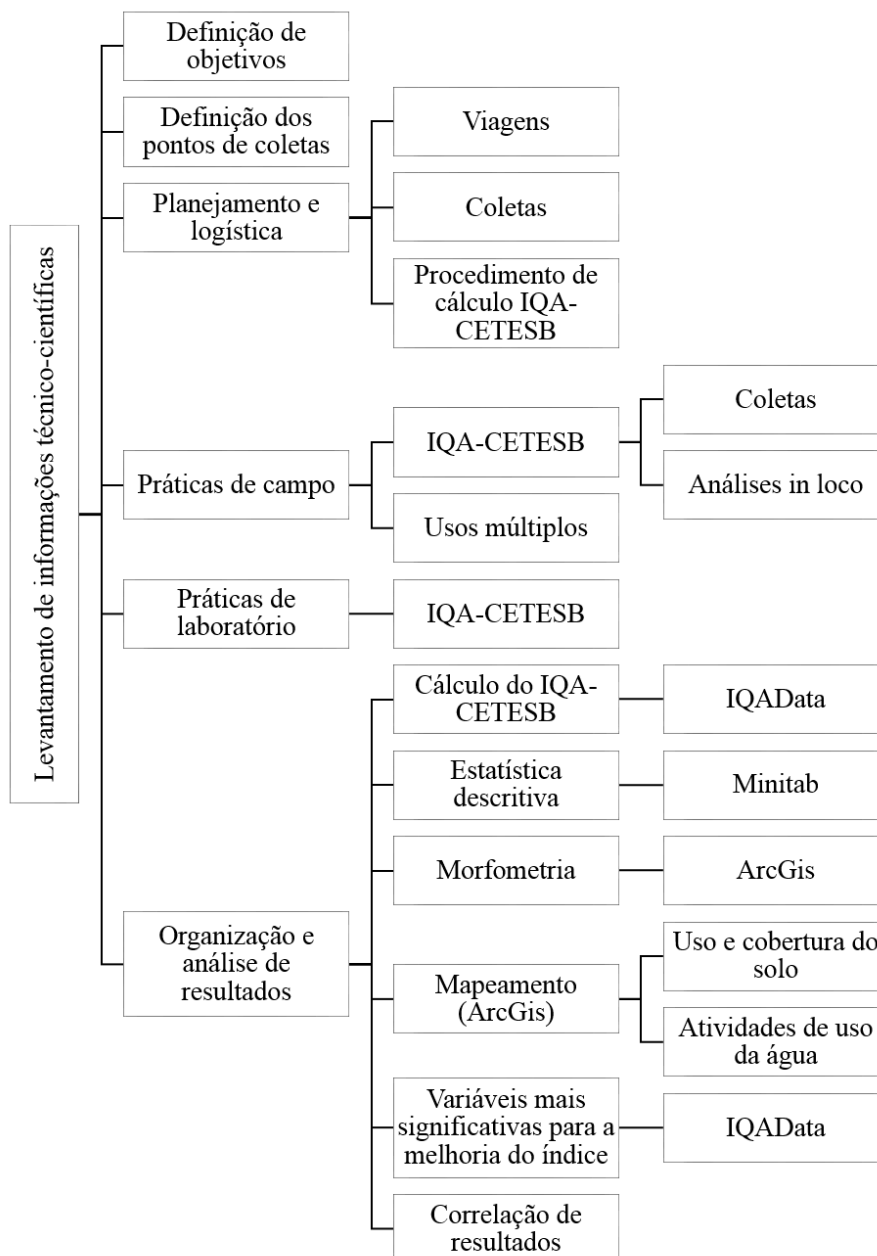 Levantamento de informações técnico-científicas
Definição de
objetivos
Definição dos
pontos de coletas
Planejamento e
logística
Viagens
Coletas
Procedimento de
cálculo IQA-
CETESB
Práticas de campo
IQA-CETESB
Coletas
Análises in loco
Usos múltiplos
Práticas de
laboratório
IQA-CETESB
Organização e
análise de
resultados
Cálculo do IQA-
CETESB
IQAData
Estatística
descritiva
Minitab
Morfometria
ArcGis
Mapeamento
(ArcGis)
Uso e cobertura do
solo
Atividades de uso
da água
Variáveis mais
significativas para a
melhoria do índice
IQAData
Correlação de
resultados